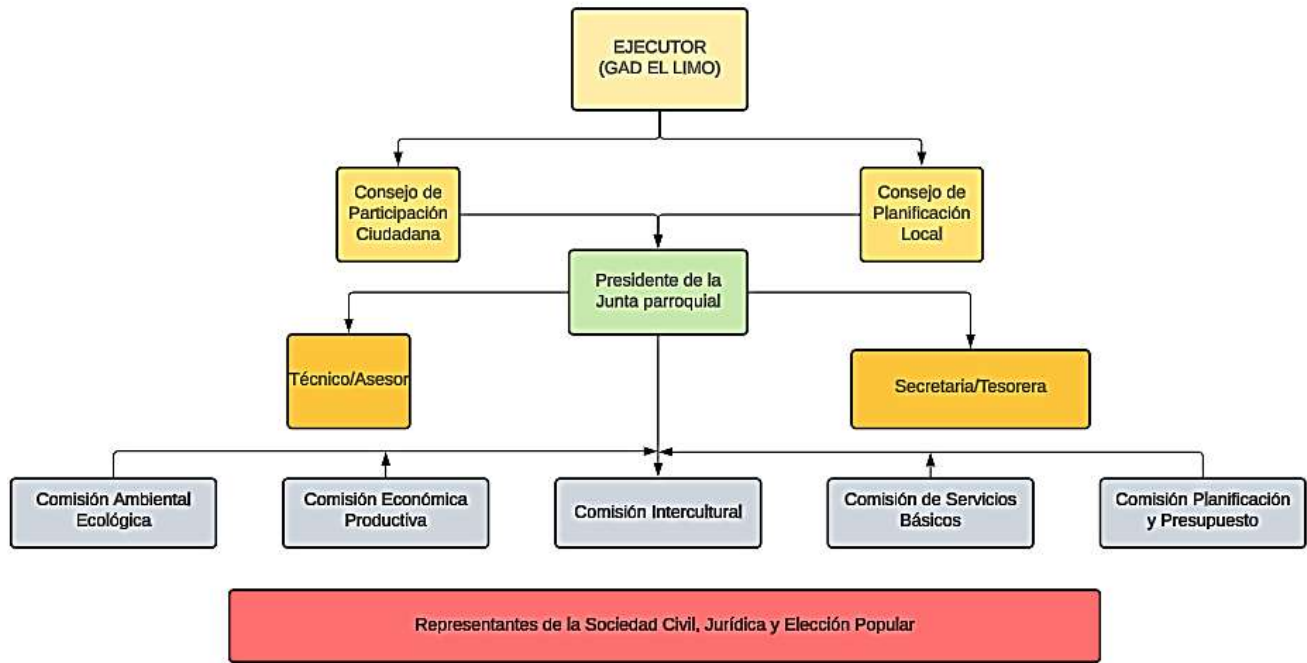 EJECUTOR
(GAD EL LIMO)
Consejo de
Participación
Ciudadana
Consejo de
Planificación
Local
Presidente de la
Junta parroquial
Técnico/Asesor
Secretaria/Tesorera
Comisión Ambiental
Ecológica
Comisión Económica
Productiva
Comisión Intercultural
Comisión de Servicios
Básicos
Comisión Planificación
y Presupuesto
Representantes de la Sociedad Civil, Jurídica y Elección Popular